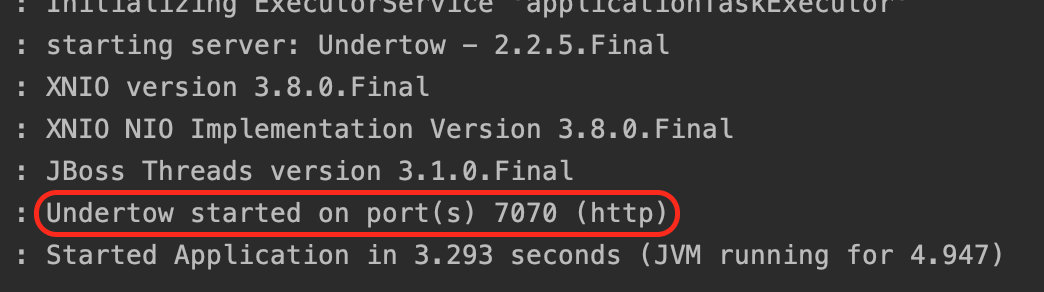 : Initializing ExecutorService 'applicationTaskExecutor'
: starting server: Undertow - 2.2.5.Final
: XNIO version 3.8.0.Final
: XNIO NIO Implementation Version 3.8.0.Final
: JBoss Threads version 3.1.0.Final
: Undertow started on port(s) 7070 (http)
: Started Application in 3.293 seconds (JVM running for 4.947)